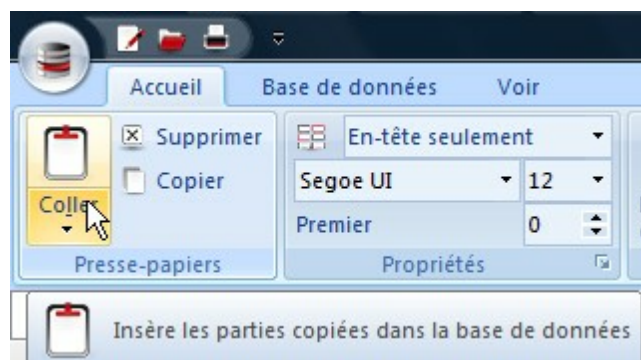 Accueil Base de données Voir
Supprimer En-tête seulement
Copier Segoe UI 12
Coller Premier 0
Presse-papiers Propriétés
Insère les parties copiées dans la base de données